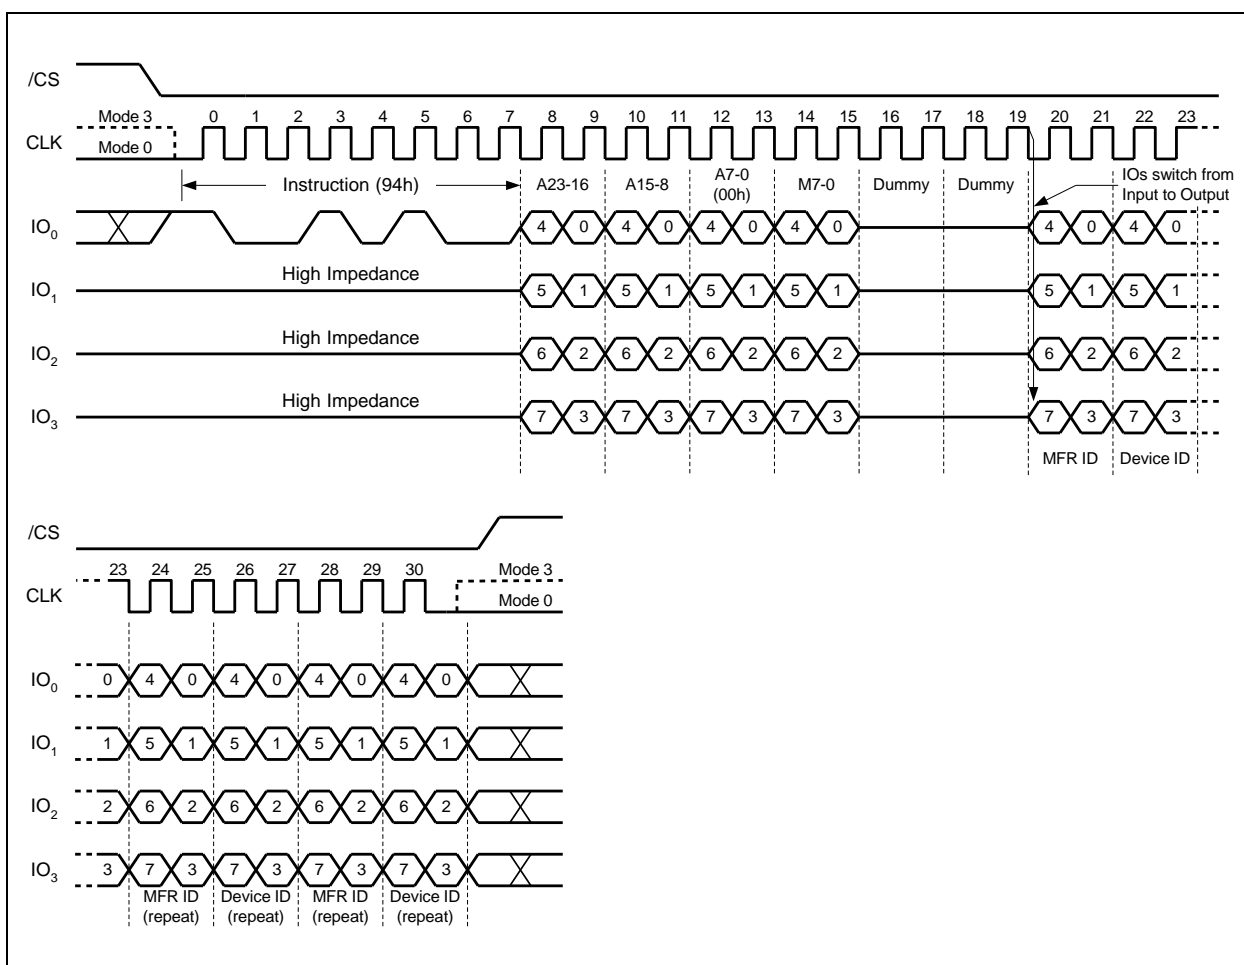 /CS
Mode 3 0 1 2 3 4 5 6 7 8 9 10 11 12 13 14 15 16 17 18 19 20 21 22 23
CLK Mode 0
Instruction (94h) A23-16 A15-8 A7-0 (00h) M7-0 Dummy Dummy IOs switch from
Input to Output
IO0 4 0 4 0 4 0 4 0 4 0 4 0
High Impedance
IO1 5 1 5 1 5 1 5 1 5 1 5 1
High Impedance
IO2 6 2 6 2 6 2 6 2 6 2 6 2
High Impedance
IO3 7 3 7 3 7 3 7 3 7 3 7 3
MFR ID Device ID
/CS
23 24 25 26 27 28 29 30 Mode 3
CLK Mode 0
IO0 0 4 0 4 0 4 0 4 0
IO1 1 5 1 5 1 5 1 5 1
IO2 2 6 2 6 2 6 2 6 2
IO3 3 7 3 7 3 7 3 7 3
MFR ID Device ID MFR ID Device ID
(repeat) (repeat) (repeat) (repeat)